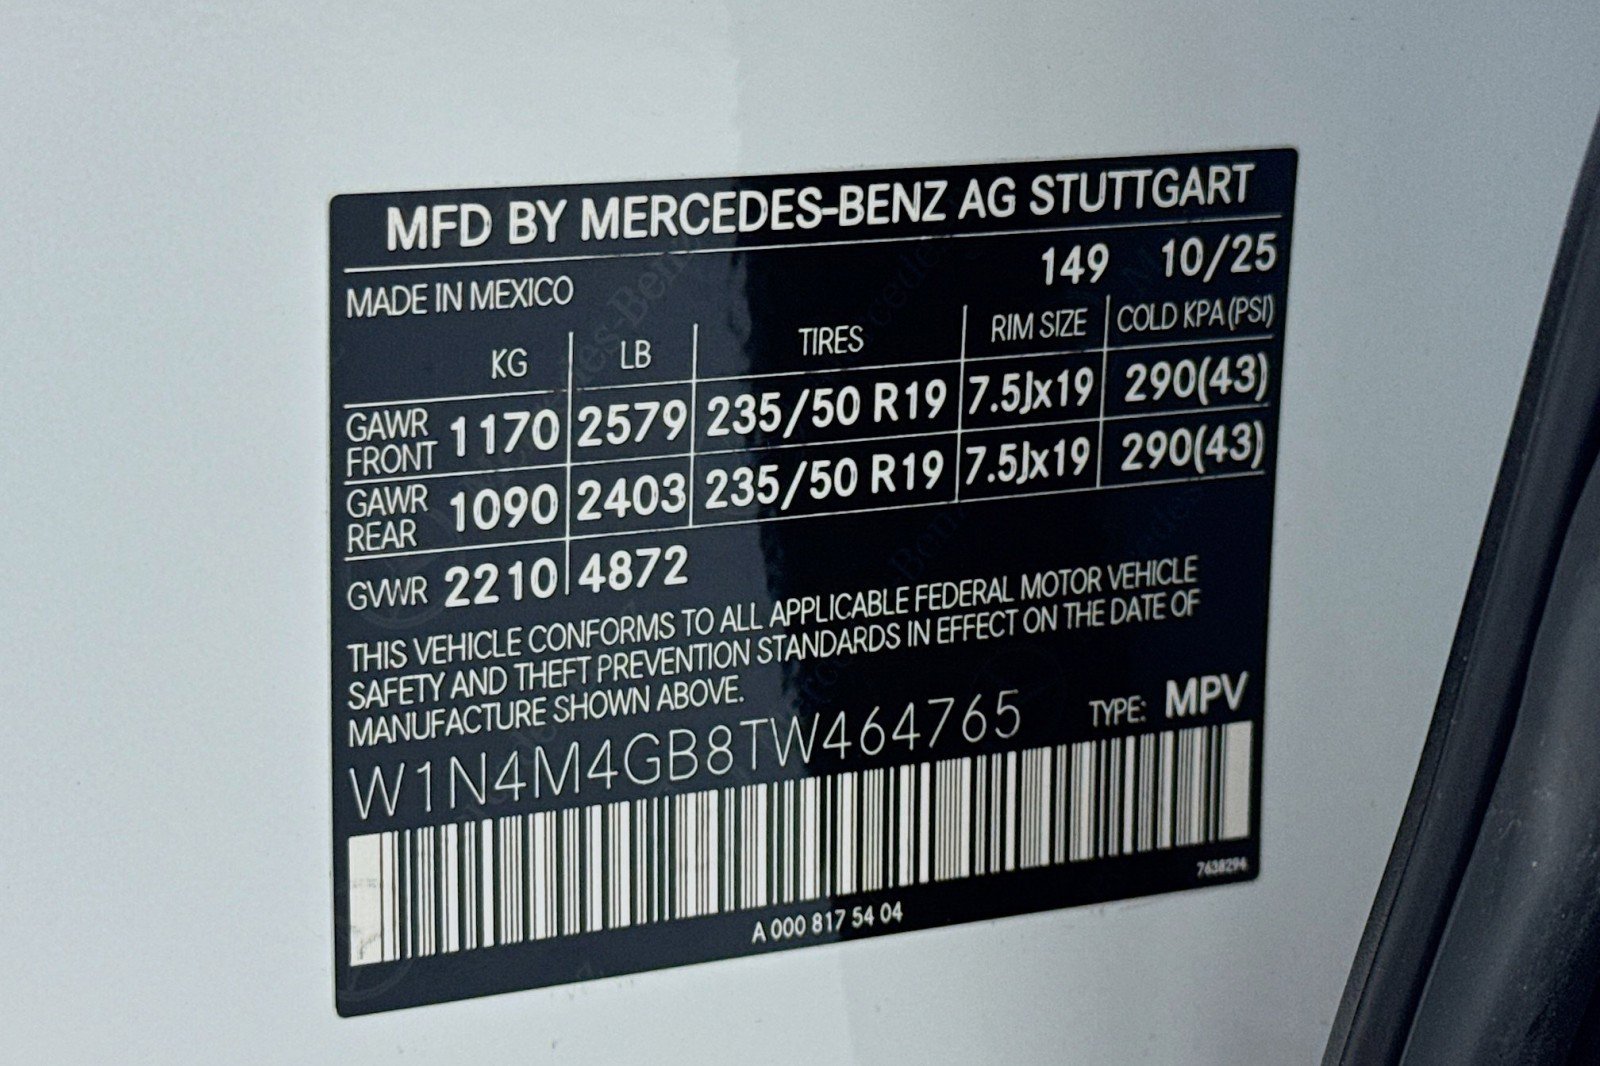 MFD BY MERCEDES-BENZ AG STUTTGART
MADE IN MEXICO 149 10/25
KG LB TIRES RIM SIZE COLD KPA (PSI)
GAWR FRONT 1170 2579 235/50 R19 7.5Jx19 290(43)
GAWR REAR 1090 2403 235/50 R19 7.5Jx19 290(43)
GVWR 2210 4872
THIS VEHICLE CONFORMS TO ALL APPLICABLE FEDERAL MOTOR VEHICLE
SAFETY AND THEFT PREVENTION STANDARDS IN EFFECT ON THE DATE OF
MANUFACTURE SHOWN ABOVE.
W1N4M4GB8TW464765 TYPE: MPV
7638294
A 000 817 54 04